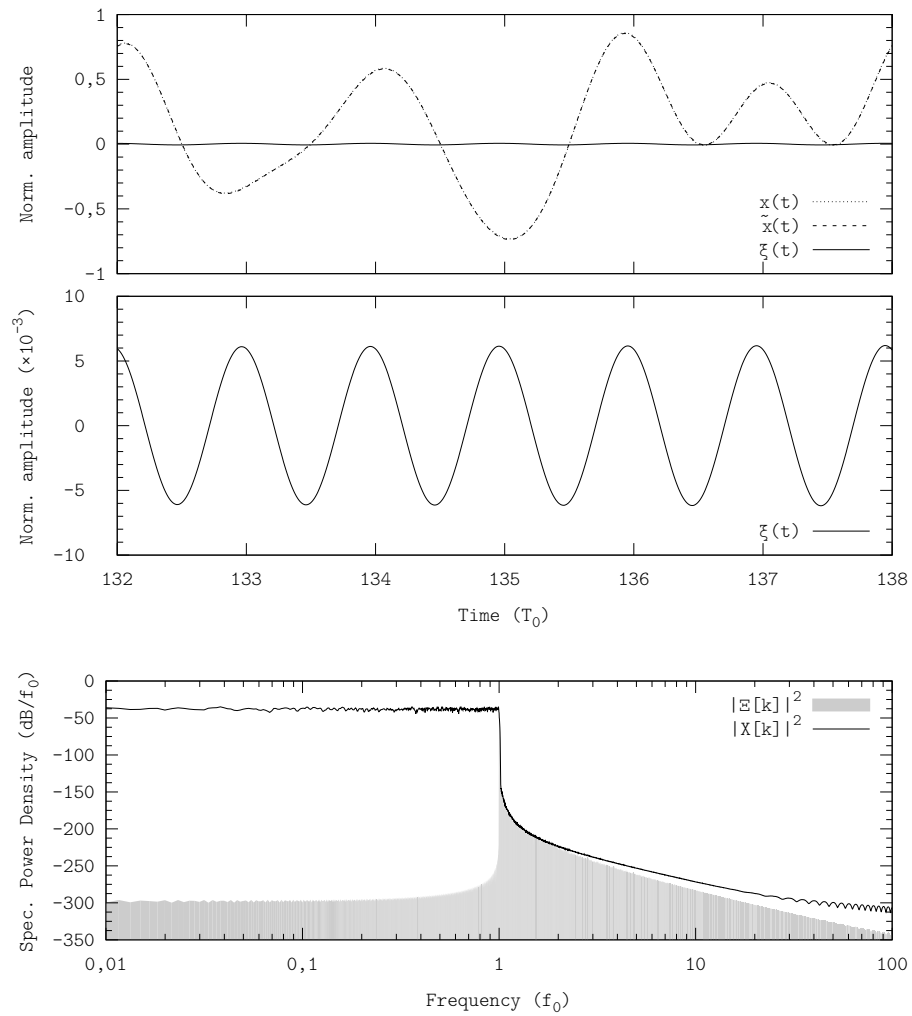 1
0,5
0
-0,5
-1
Norm. amplitude
x(t)
x̃(t)
ξ(t)
10
5
0
-5
-10
Norm. amplitude (×10⁻³)
ξ(t)
132 133 134 135 136 137 138
Time (T₀)
0
-50
-100
-150
-200
-250
-300
-350
Spec. Power Density (dB/f₀)
|Ξ[k]|²
|X[k]|²
0,01 0,1 1 10 100
Frequency (f₀)